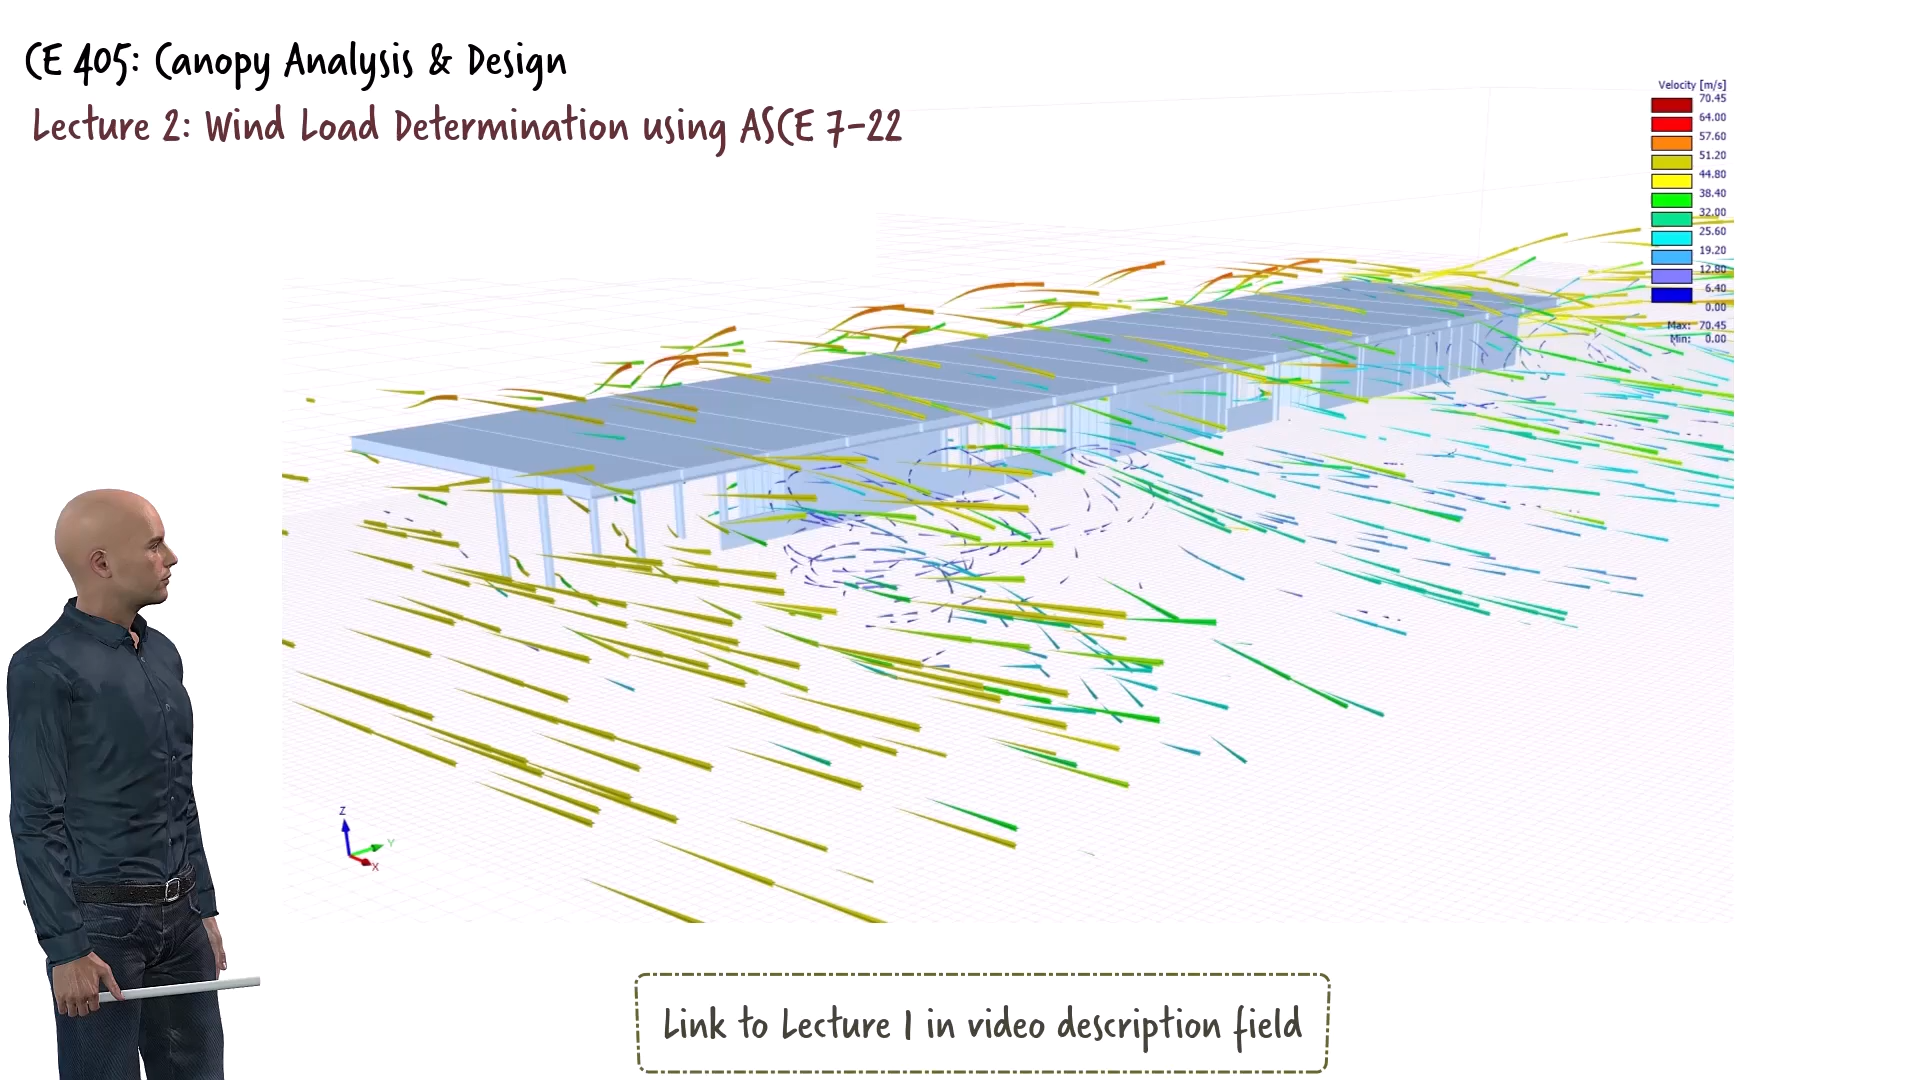 CE 405: Canopy Analysis & Design
Lecture 2: Wind Load Determination using ASCE 7-22
Velocity [m/s]
70.45
64.00
57.60
51.20
44.80
38.40
32.00
25.60
19.20
12.80
6.40
0.00
Max: 70.45
Min: 0.00
Z
Y
X
Link to Lecture 1 in video description field